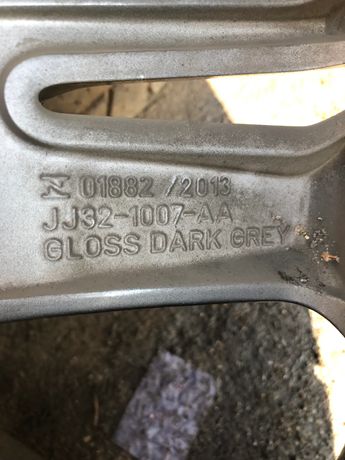 01882 /2013
JJ32-1007-AA
GLOSS DARK GREY